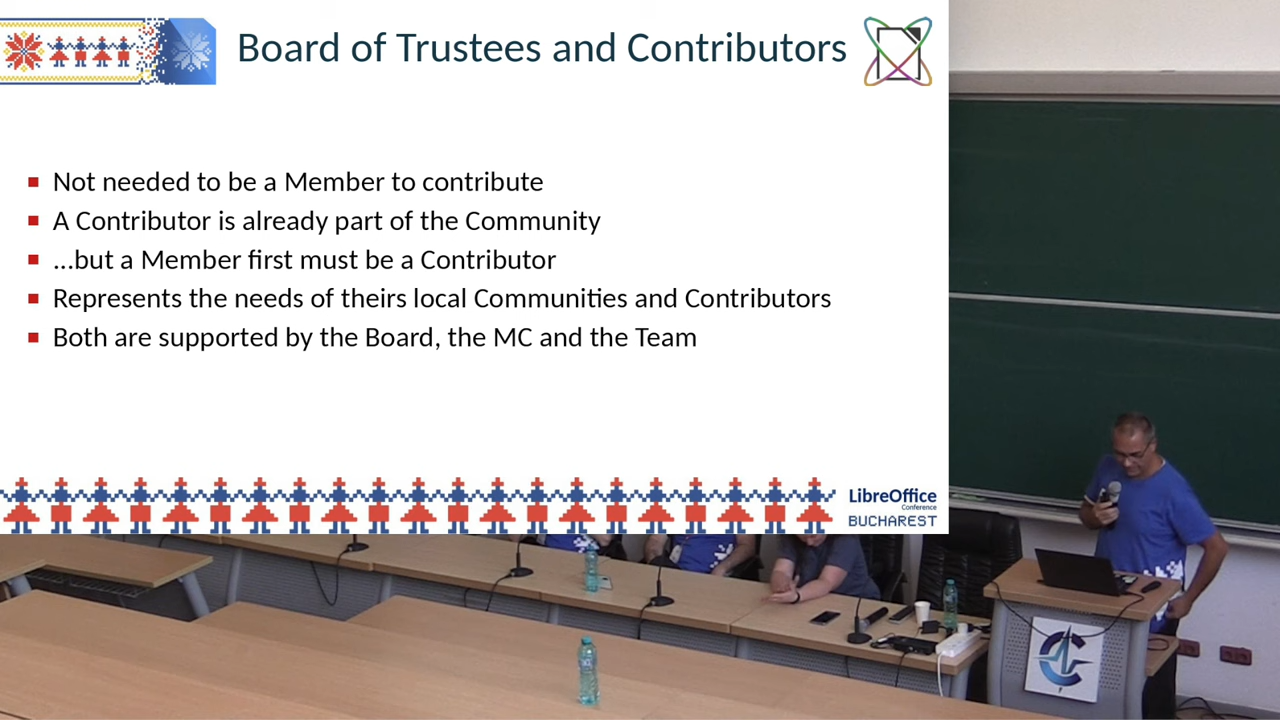 Board of Trustees and Contributors
Not needed to be a Member to contribute
A Contributor is already part of the Community
...but a Member first must be a Contributor
Represents the needs of theirs local Communities and Contributors
Both are supported by the Board, the MC and the Team
LibreOffice
Conference
BUCHAREST